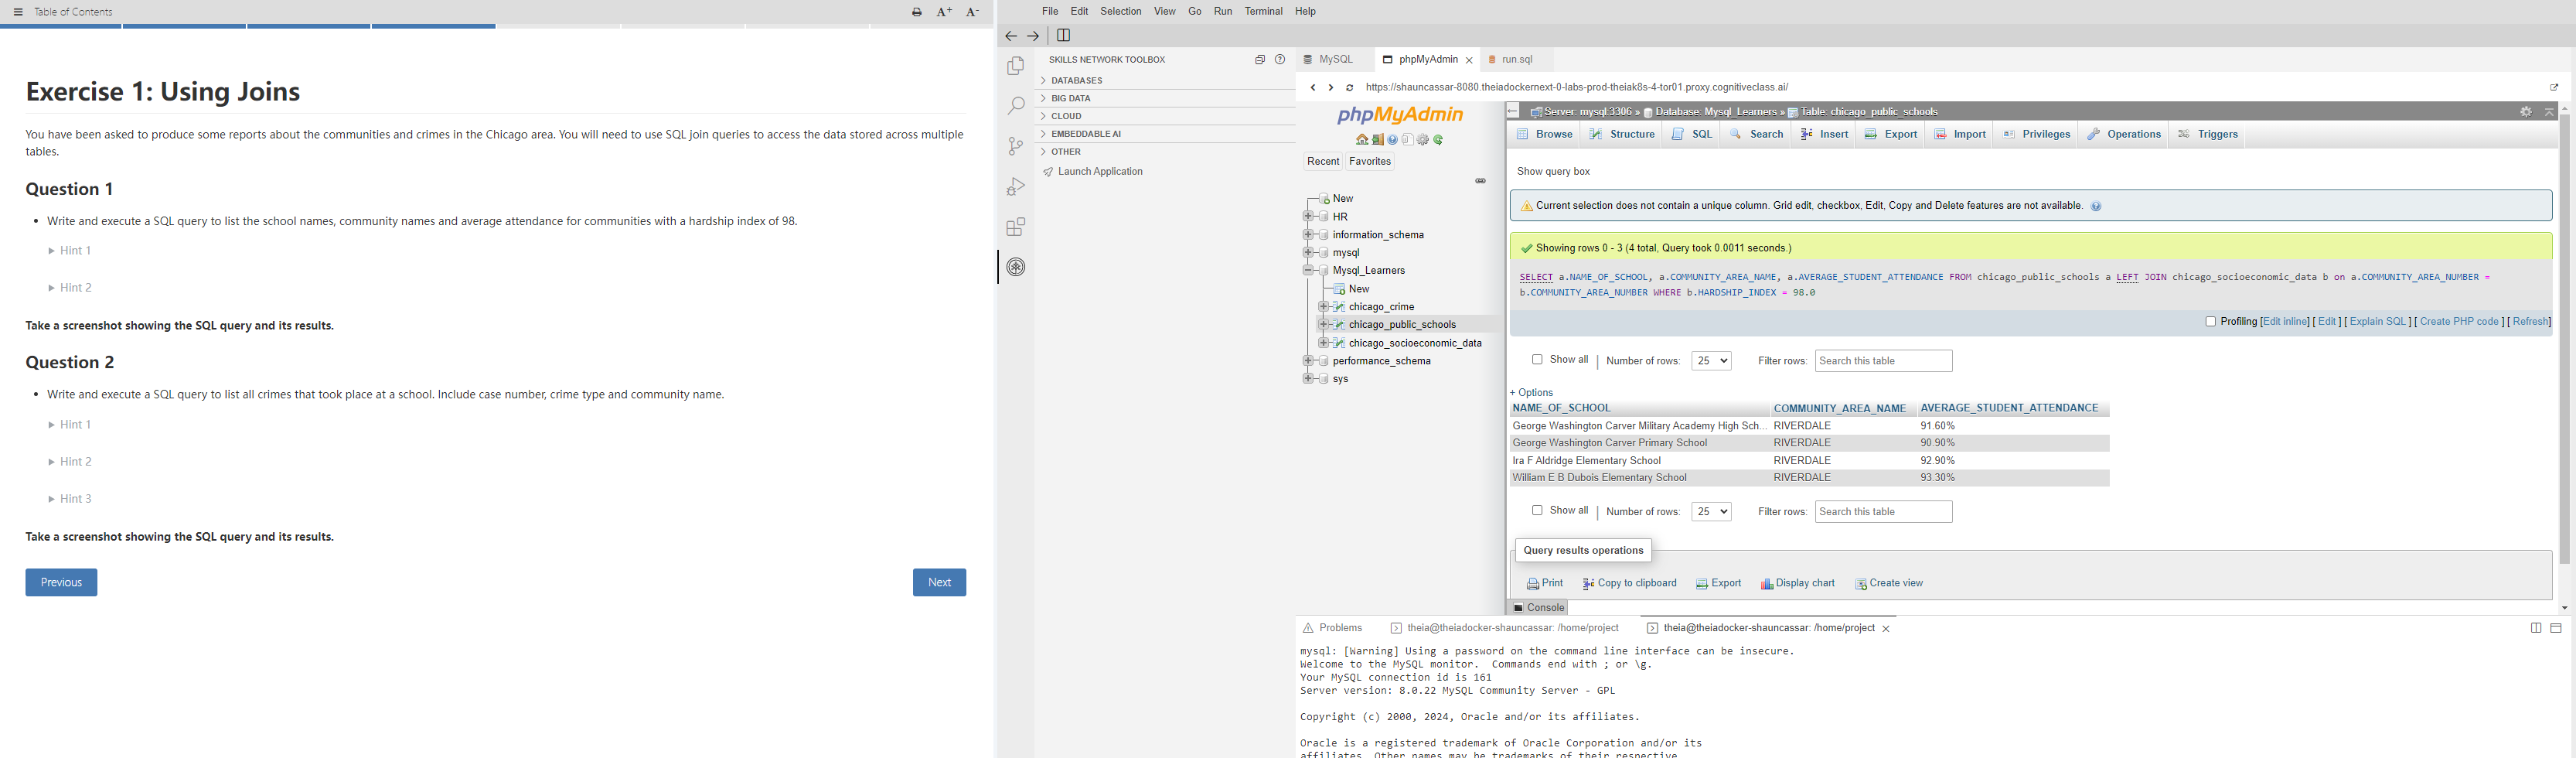 Table of Contents
A+ A-
Exercise 1: Using Joins
You have been asked to produce some reports about the communities and crimes in the Chicago area. You will need to use SQL join queries to access the data stored across multiple
tables.
Question 1
• Write and execute a SQL query to list the school names, community names and average attendance for communities with a hardship index of 98.
Hint 1
Hint 2
Take a screenshot showing the SQL query and its results.
Question 2
• Write and execute a SQL query to list all crimes that took place at a school. Include case number, crime type and community name.
Hint 1
Hint 2
Hint 3
Take a screenshot showing the SQL query and its results.
Previous
Next
File Edit Selection View Go Run Terminal Help
SKILLS NETWORK TOOLBOX
DATABASES
BIG DATA
CLOUD
EMBEDDABLE AI
OTHER
Launch Application
MySQL
phpMyAdmin
run.sql
https://shauncassar-8080.theiadockernext-0-labs-prod-theiak8s-4-tor01.proxy.cognitiveclass.ai/
phpMyAdmin
Recent Favorites
New
HR
information_schema
mysql
Mysql_Learners
New
chicago_crime
chicago_public_schools
chicago_socioeconomic_data
performance_schema
sys
Server: mysql:3306 » Database: Mysql_Learners » Table: chicago_public_schools
Browse Structure SQL Search Insert Export Import Privileges Operations Triggers
Show query box
Current selection does not contain a unique column. Grid edit, checkbox, Edit, Copy and Delete features are not available.
Showing rows 0 - 3 (4 total, Query took 0.0011 seconds.)
SELECT a.NAME_OF_SCHOOL, a.COMMUNITY_AREA_NAME, a.AVERAGE_STUDENT_ATTENDANCE FROM chicago_public_schools a LEFT JOIN chicago_socioeconomic_data b on a.COMMUNITY_AREA_NUMBER =
b.COMMUNITY_AREA_NUMBER WHERE b.HARDSHIP_INDEX = 98.0
Profiling [Edit inline] [ Edit ] [ Explain SQL ] [ Create PHP code ] [ Refresh]
Show all | Number of rows: 25 Filter rows: Search this table
+ Options
NAME_OF_SCHOOL COMMUNITY_AREA_NAME AVERAGE_STUDENT_ATTENDANCE
George Washington Carver Military Academy High Sch... RIVERDALE 91.60%
George Washington Carver Primary School RIVERDALE 90.90%
Ira F Aldridge Elementary School RIVERDALE 92.90%
William E B Dubois Elementary School RIVERDALE 93.30%
Show all | Number of rows: 25 Filter rows: Search this table
Query results operations
Print Copy to clipboard Export Display chart Create view
Console
Problems
theia@theiadocker-shauncassar: /home/project
theia@theiadocker-shauncassar: /home/project
mysql: [Warning] Using a password on the command line interface can be insecure.
Welcome to the MySQL monitor.  Commands end with ; or \g.
Your MySQL connection id is 161
Server version: 8.0.22 MySQL Community Server - GPL
Copyright (c) 2000, 2024, Oracle and/or its affiliates.
Oracle is a registered trademark of Oracle Corporation and/or its
affiliates. Other names may be trademarks of their respective